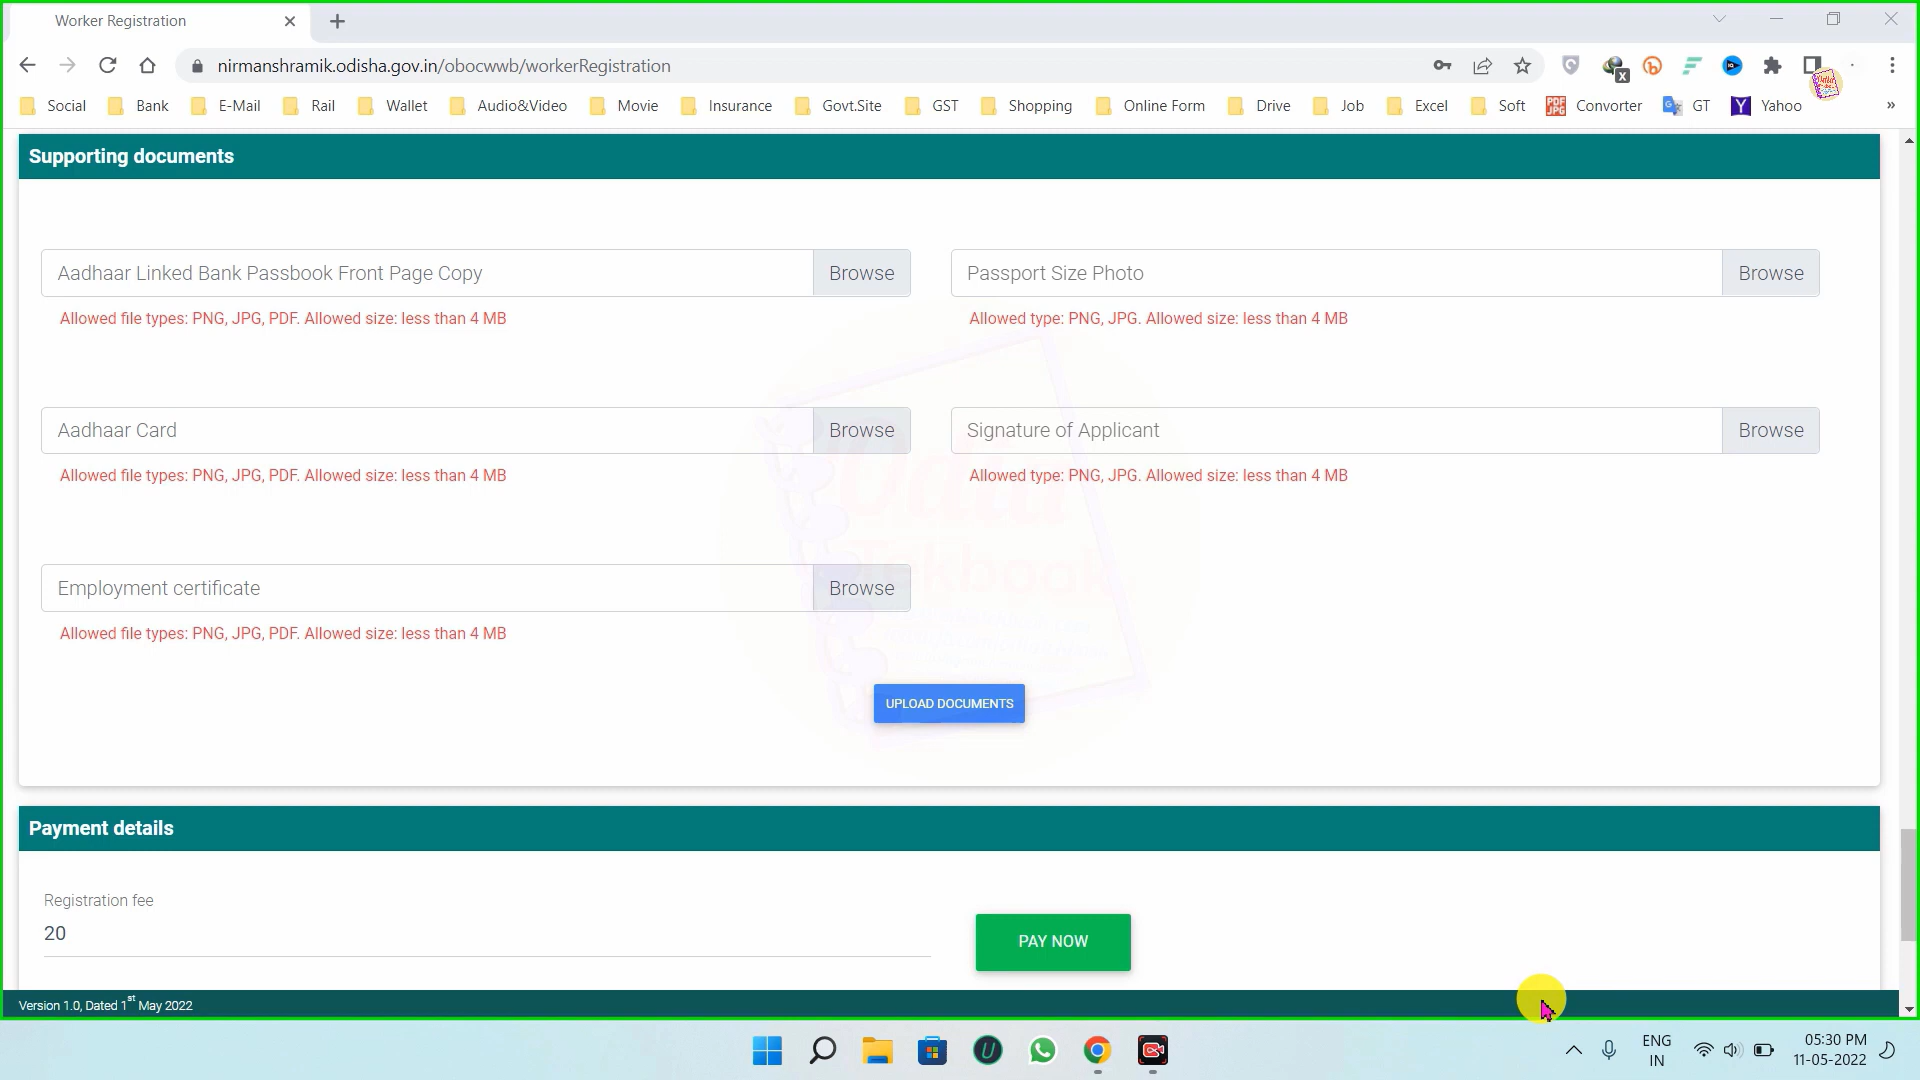 Worker Registration
nirmanshramik.odisha.gov.in/obocwwb/workerRegistration
Social Bank E-Mail Rail Wallet Audio&Video Movie Insurance Govt.Site GST Shopping Online Form Drive Job Excel Soft Convorter GT Yahoo »
Supporting documents
Aadhaar Linked Bank Passbook Front Page Copy Browse Passport Size Photo Browse
Allowed file types: PNG, JPG, PDF. Allowed size: less than 4 MB Allowed type: PNG, JPG. Allowed size: less than 4 MB
Aadhaar Card Browse Signature of Applicant Browse
Allowed file types: PNG, JPG, PDF. Allowed size: less than 4 MB Allowed type: PNG, JPG. Allowed size: less than 4 MB
Employment certificate Browse
Allowed file types: PNG, JPG, PDF. Allowed size: less than 4 MB
UPLOAD DOCUMENTS
Payment details
Registration fee
20
PAY NOW
Version 1.0, Dated 1st May 2022
ENG
IN
05:30 PM
11-05-2022